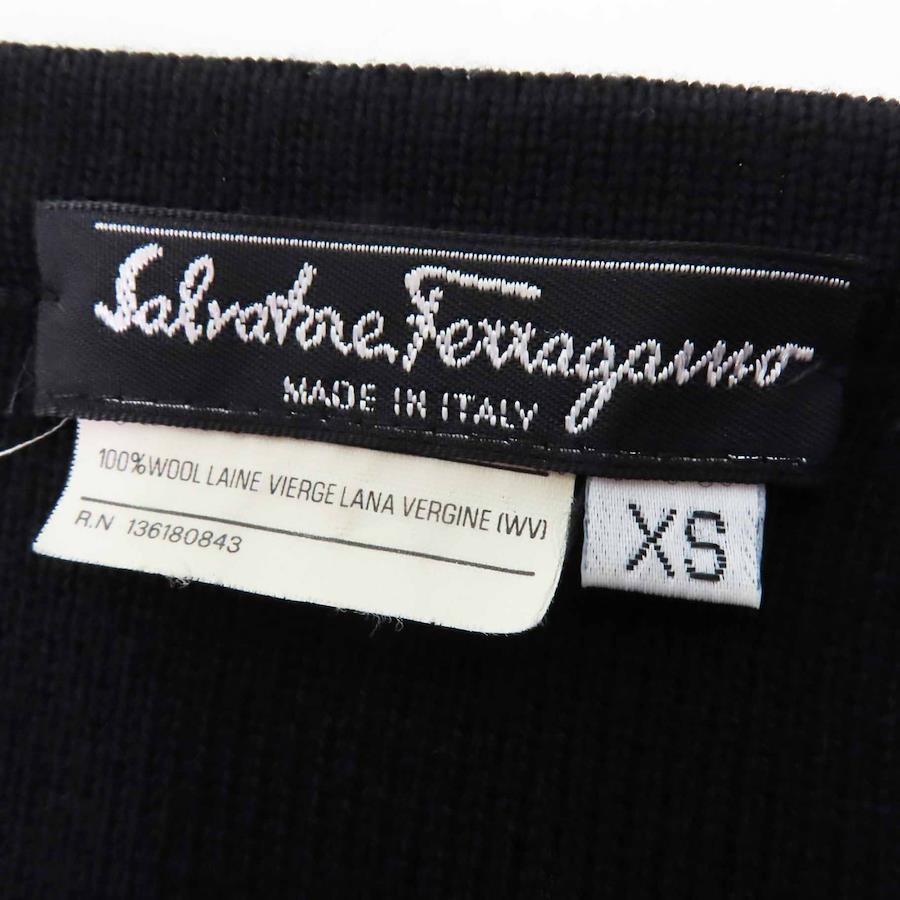 Salvatore Ferragamo
MADE IN ITALY
100%WOOL LAINE VIERGE LANA VERGINE (WV)
R.N 136180843
XS